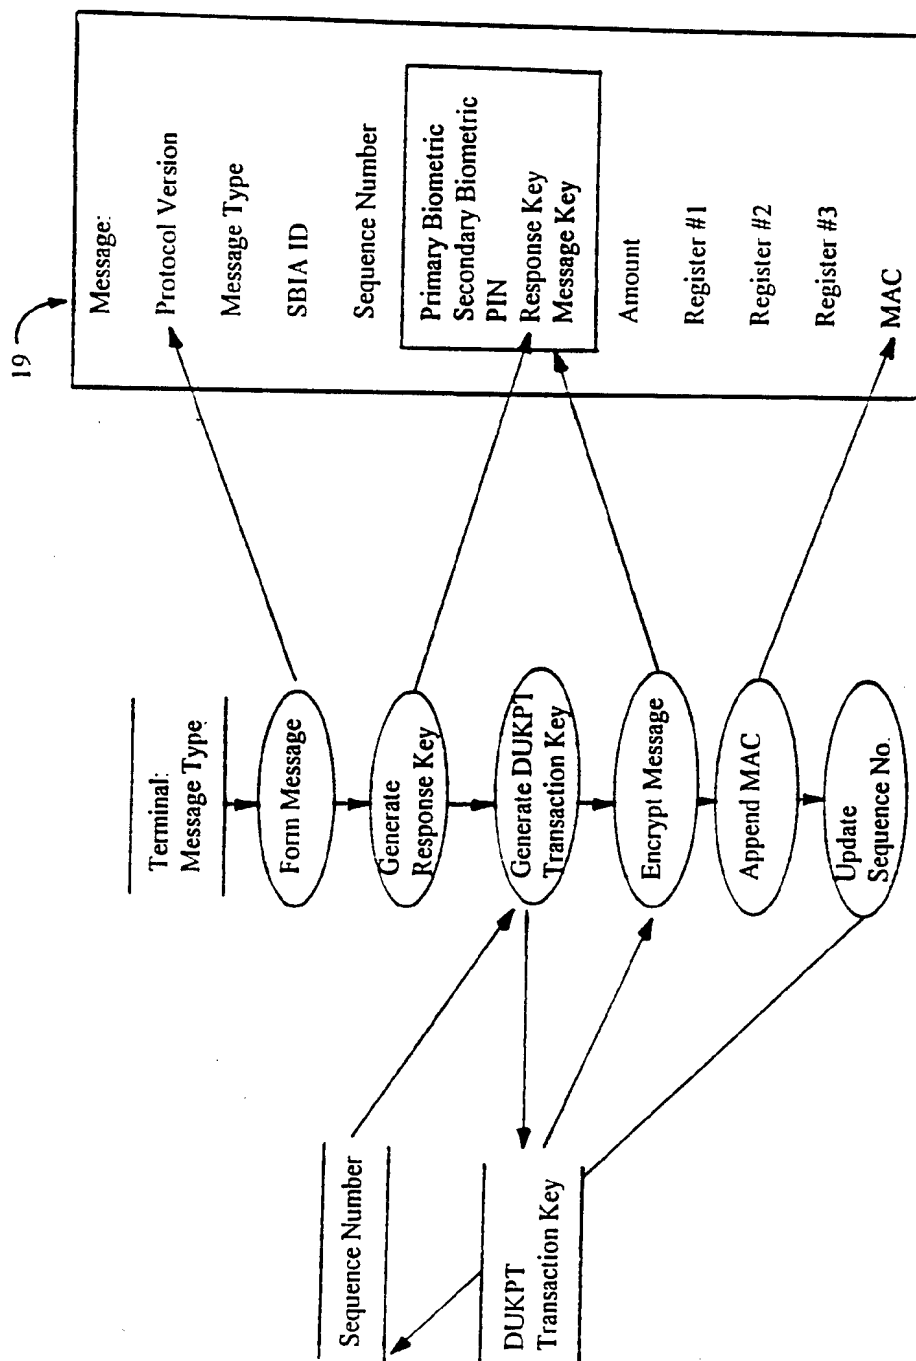 19
Message:
Protocol Version
Message Type
SBIA ID
Sequence Number
Primary Biometric
Secondary Biometric
PIN
Response Key
Message Key
Amount
Register #1
Register #2
Register #3
MAC
Terminal:
Message Type
Form Message
Generate
Response Key
Generate DUKPT
Transaction Key
Encrypt Message
Append MAC
Update
Sequence No.
Sequence Number
DUKPT
Transaction Key